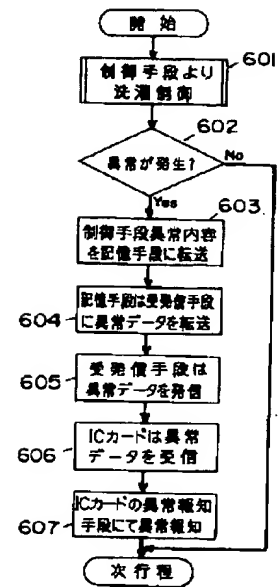 開始
601
制御手段より
洗濯制御
602
異常が発生?
No
Yes
603
制御手段異常内容
を記憶手段に転送
604
記憶手段は受発信手段
に異常データを転送
605
受発信手段は
異常データを発信
606
ICカードは異常
データを受信
607
ICカードの異常報知
手段にて異常報知
次行程